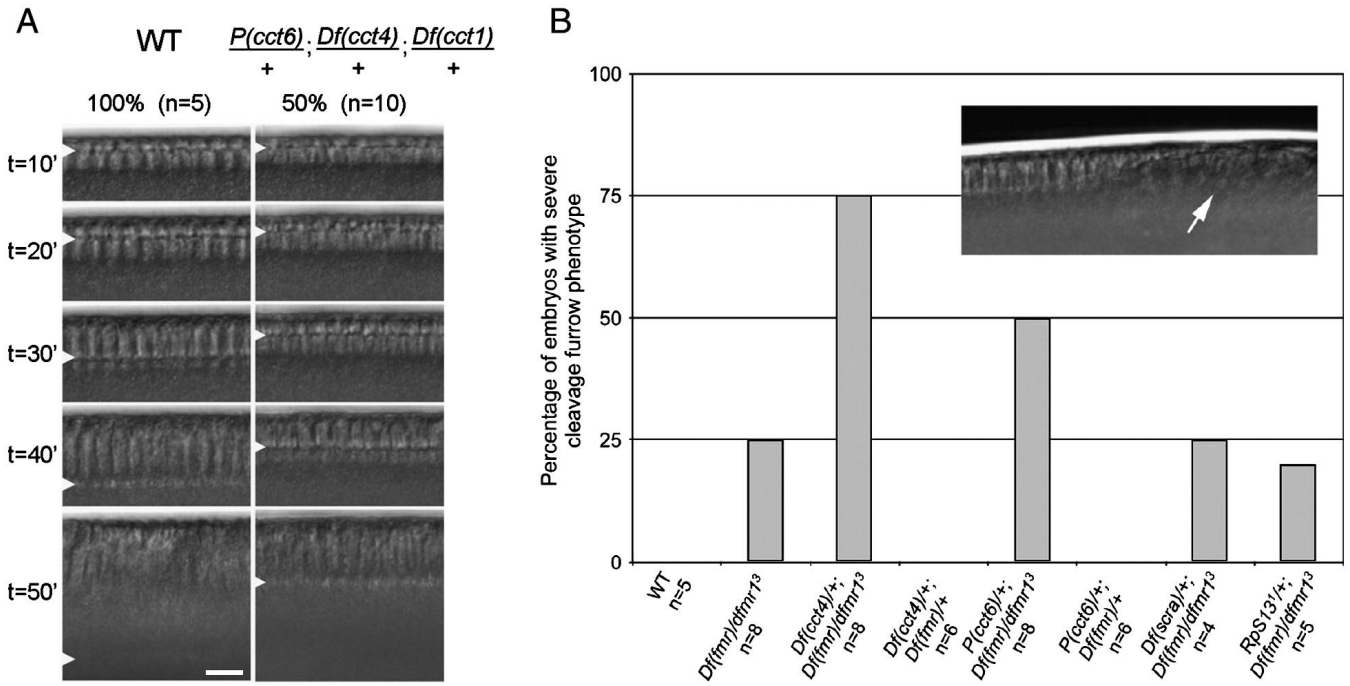 A
WT
P(cct6) ; Df(cct4) ; Df(cct1)
+ + +
100% (n=5)
50% (n=10)
t=10'
t=20'
t=30'
t=40'
t=50'
B
Percentage of embryos with severe
cleavage furrow phenotype
100
75
50
25
0
WT
n=5
Df(fmr)/dfmr1³
n=8
Df(cct4)/+;
Df(fmr)/dfmr1³
n=8
Df(cct4)/+;
Df(fmr)/+
n=6
P(cct6)/+;
Df(fmr)/dfmr1³
n=8
P(cct6)/+;
Df(fmr)/+
n=6
Df(scra)/+;
Df(fmr)/dfmr1³
n=4
RpS13¹/+;
Df(fmr)/dfmr1³
n=5